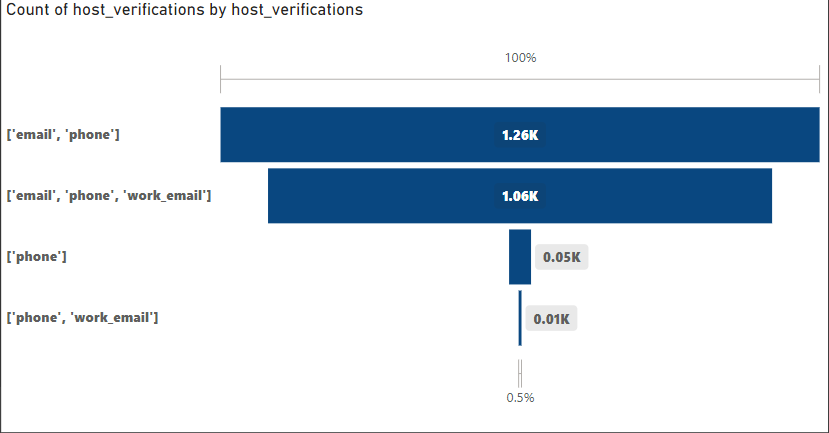 Count of host_verifications by host_verifications
100%
['email', 'phone']
1.26K
['email', 'phone', 'work_email']
1.06K
['phone']
0.05K
['phone', 'work_email']
0.01K
0.5%